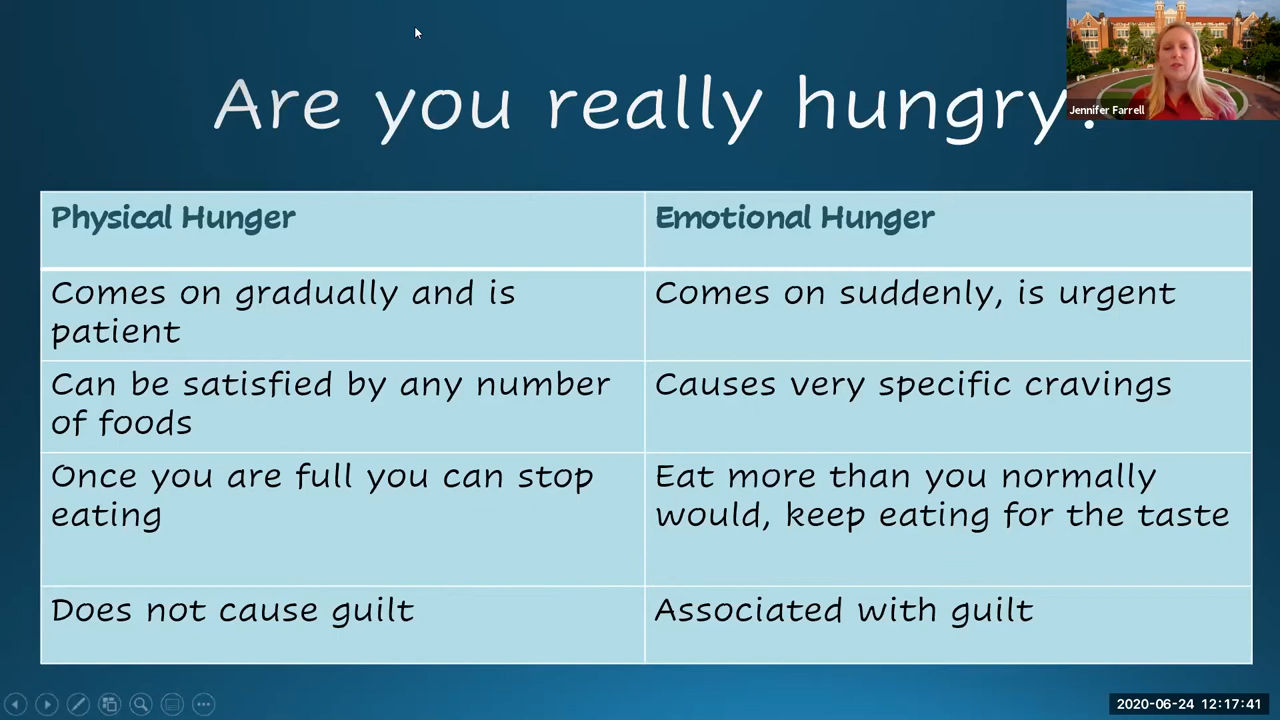 Are you really hungry?
Jennifer Farrell
Physical Hunger
Emotional Hunger
Comes on gradually and is
patient
Comes on suddenly, is urgent
Can be satisfied by any number
of foods
Causes very specific cravings
Once you are full you can stop
eating
Eat more than you normally
would, keep eating for the taste
Does not cause guilt
Associated with guilt
2020-06-24 12:17:41